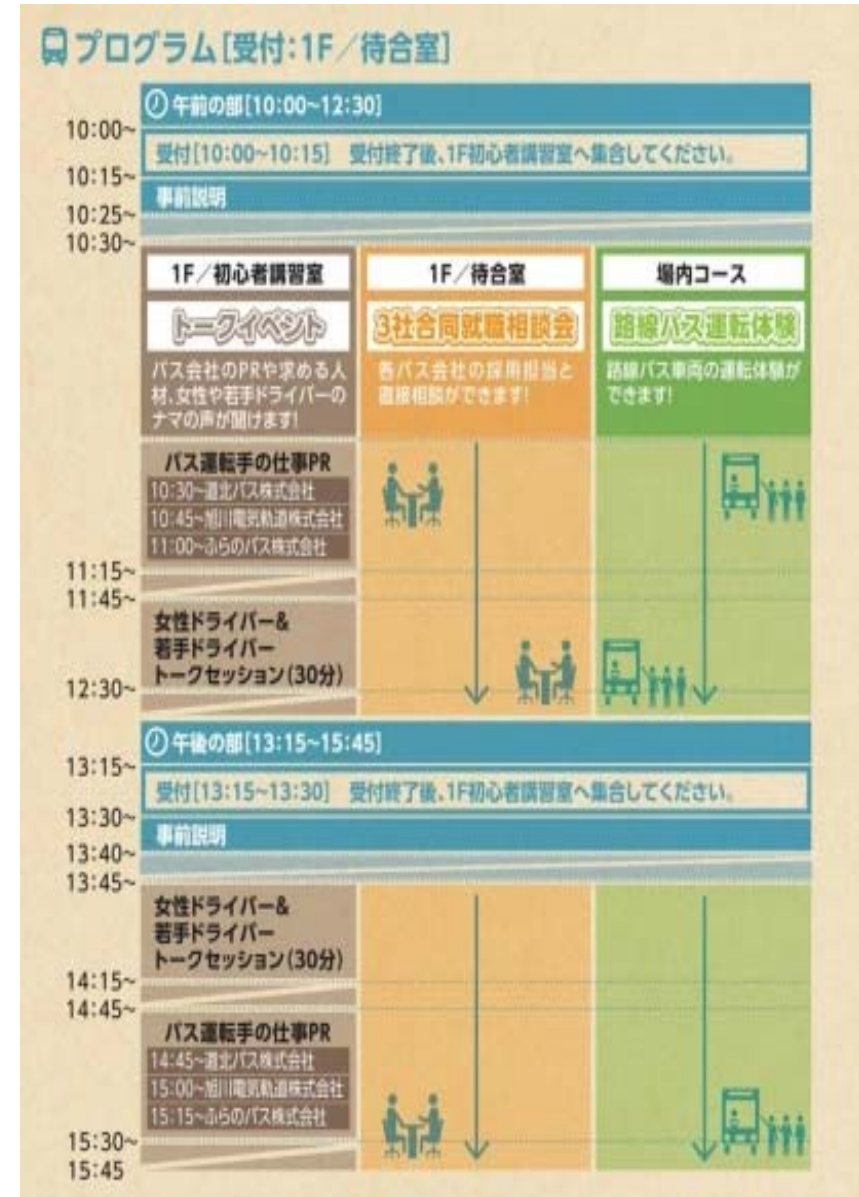 プログラム[受付:1F/待合室]
午前の部[10:00~12:30]
10:00~
受付[10:00~10:15] 受付終了後、1F初心者講習室へ集合してください。
10:15~
事前説明
10:25~
10:30~
1F/初心者講習室
トークイベント
バス会社のPRや求める人
材、女性や若手ドライバーの
ナマの声が聞けます!
1F/待合室
3社合同就職相談会
各バス会社の採用担当と
直接相談ができます!
場内コース
路線バス運転体験
路線バス車両の運転体験が
できます!
バス運転手の仕事PR
10:30~道北バス株式会社
10:45~旭川電気軌道株式会社
11:00~ふらのバス株式会社
11:15~
11:45~
女性ドライバー&
若手ドライバー
トークセッション(30分)
12:30~
午後の部[13:15~15:45]
13:15~
受付[13:15~13:30] 受付終了後、1F初心者講習室へ集合してください。
13:30~
事前説明
13:40~
13:45~
女性ドライバー&
若手ドライバー
トークセッション(30分)
14:15~
14:45~
バス運転手の仕事PR
14:45~道北バス株式会社
15:00~旭川電気軌道株式会社
15:15~ふらのバス株式会社
15:30~
15:45